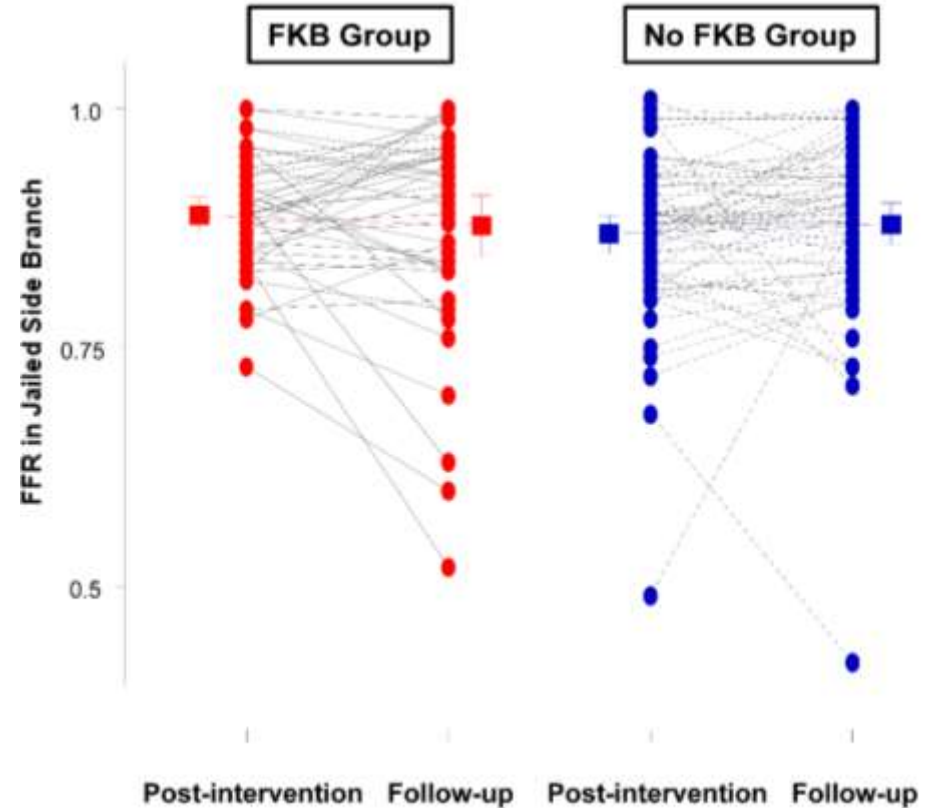 FKB Group
No FKB Group
FFR in Jailed Side Branch
1.0
0.75
0.5
Post-intervention
Follow-up
Post-intervention
Follow-up